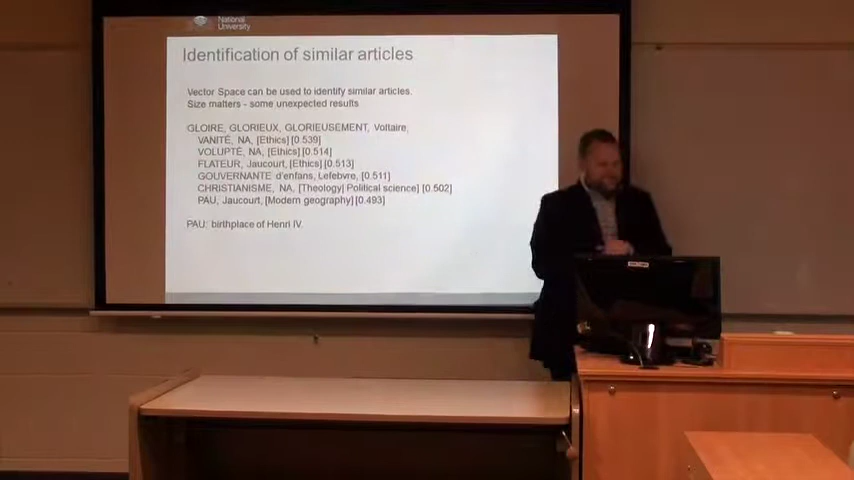 National
University
Identification of similar articles
Vector Space can be used to identify similar articles.
Size matters - some unexpected results
GLOIRE, GLORIEUX, GLORIEUSEMENT, Voltaire,
VANITÉ, NA, [Ethics] [0.539]
VOLUPTÉ, NA, [Ethics] [0.514]
FLATEUR, Jaucourt, [Ethics] [0.513]
GOUVERNANTE d'enfans, Lefebvre, [0.511]
CHRISTIANISME, NA, [Theology| Political science] [0.502]
PAU, Jaucourt, [Modern geography] [0.493]
PAU: birthplace of Henri IV.